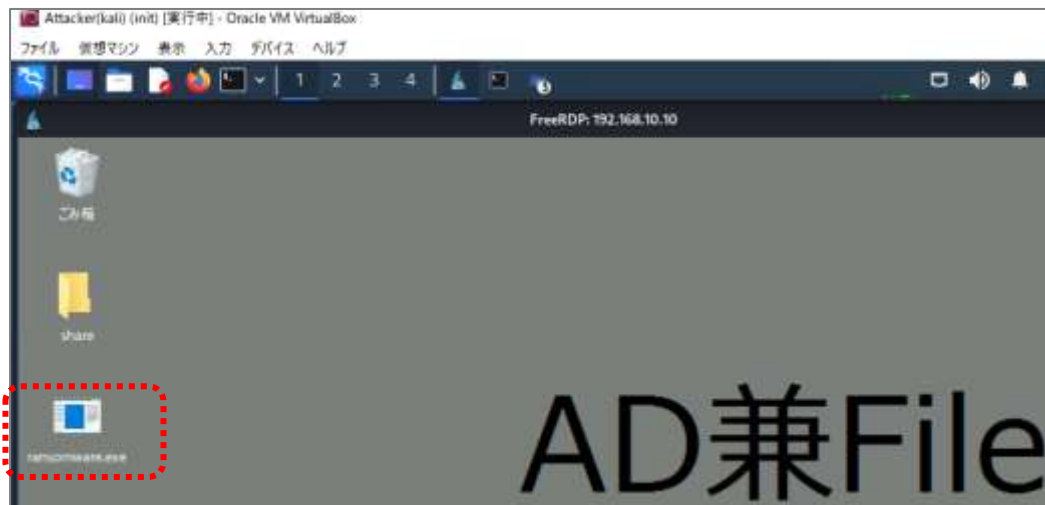 Attacker(kali) (init) [実行中] - Oracle VM VirtualBox
ファイル 仮想マシン 表示 入力 デバイス ヘルプ
1 2 3 4
FreeRDP: 192.168.10.10
ごみ箱
share
ransomware.exe
AD兼File